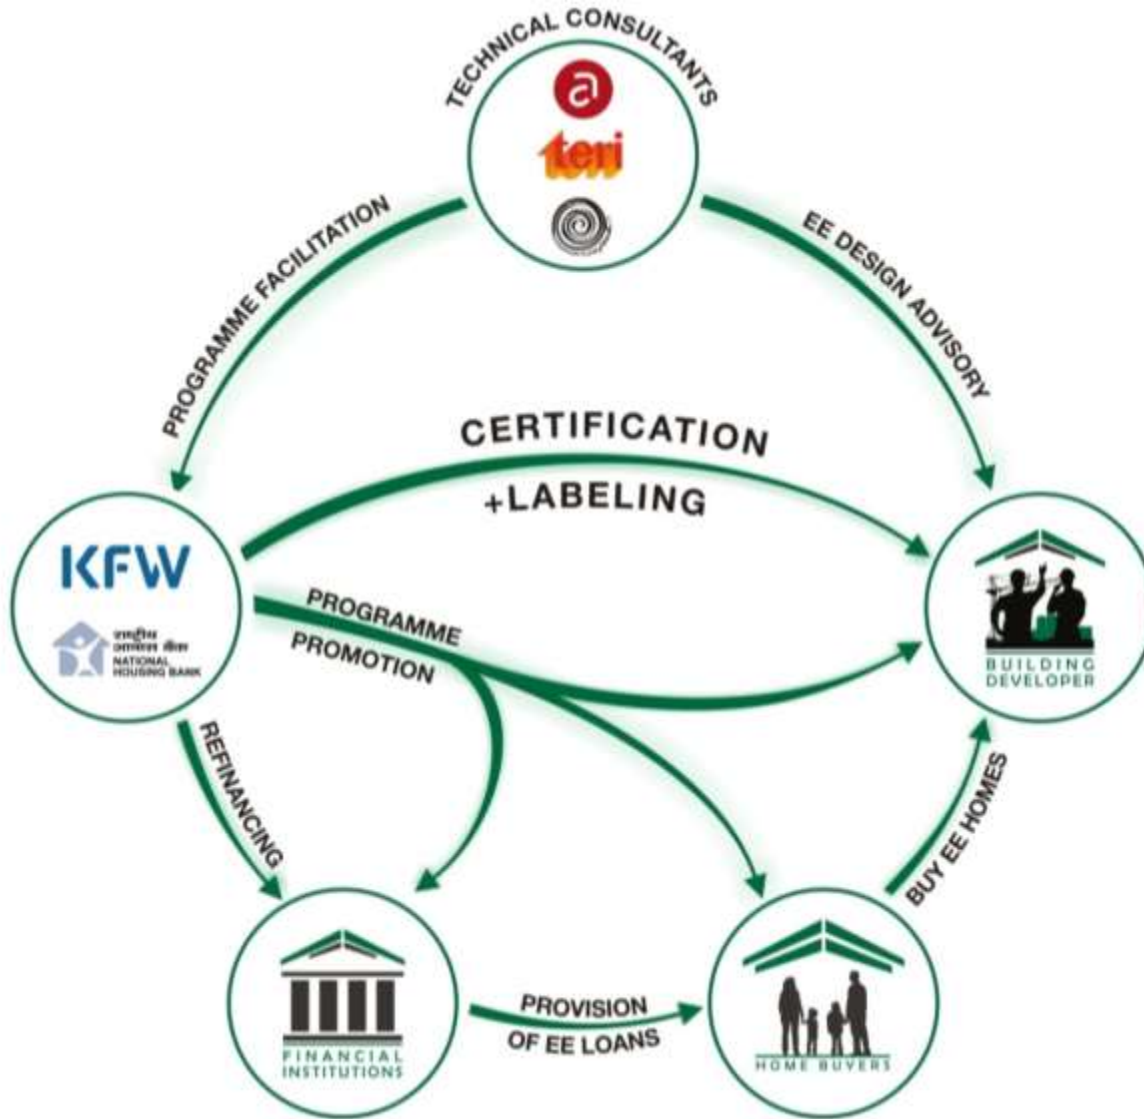 TECHNICAL CONSULTANTS
a
teri
PROGRAMME FACILITATION
EE DESIGN ADVISORY
CERTIFICATION
+LABELING
KFW
राष्ट्रीय
आवास बैंक
NATIONAL
HOUSING BANK
PROGRAMME
PROMOTION
BUILDING
DEVELOPER
REFINANCING
BUY EE HOMES
FINANCIAL
INSTITUTIONS
PROVISION
OF EE LOANS
HOME BUYERS